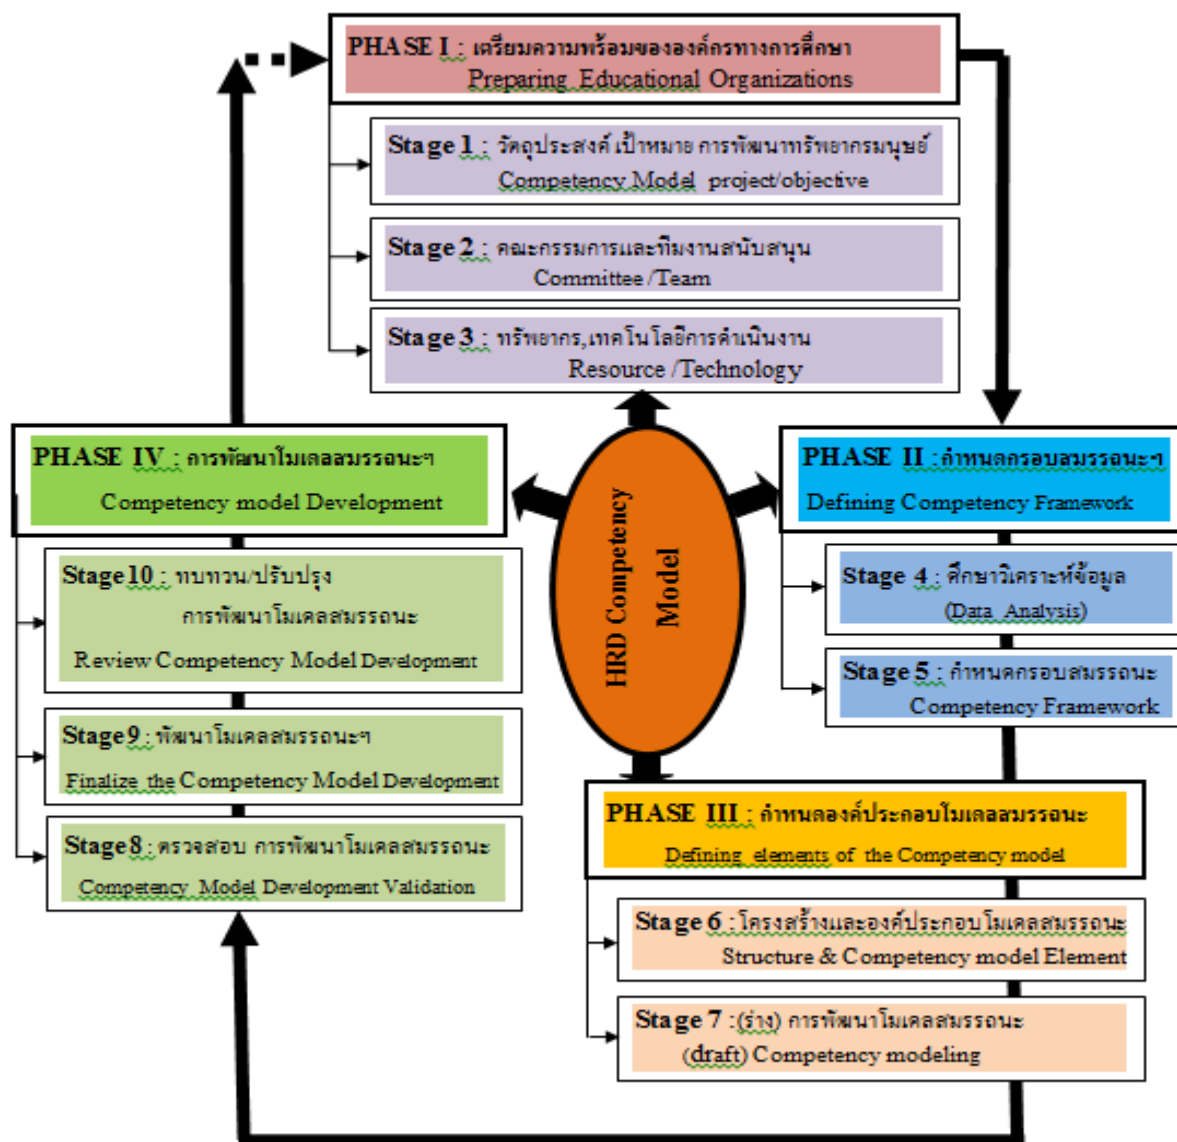 PHASE I : เตรียมความพร้อมขององค์กรทางการศึกษา
Preparing Educational Organizations
Stage 1 : วัตถุประสงค์ เป้าหมาย การพัฒนาทรัพยากรมนุษย์
Competency Model project/objective
Stage 2 : คณะกรรมการและทีมงานสนับสนุน
Committee /Team
Stage 3 : ทรัพยากร,เทคโนโลยีการดำเนินงาน
Resource /Technology
PHASE II : กำหนดกรอบสมรรถนะฯ
Defining Competency Framework
Stage 4 : ศึกษาวิเคราะห์ข้อมูล
(Data Analysis)
Stage 5 : กำหนดกรอบสมรรถนะ
Competency Framework
HRD Competency
Model
PHASE III : กำหนดองค์ประกอบโมเดลสมรรถนะ
Defining elements of the Competency model
Stage 6 : โครงสร้างและองค์ประกอบโมเดลสมรรถนะ
Structure & Competency model Element
Stage 7 :(ร่าง) การพัฒนาโมเดลสมรรถนะ
(draft) Competency modeling
PHASE IV : การพัฒนาโมเดลสมรรถนะฯ
Competency model Development
Stage 10 : ทบทวน/ปรับปรุง
การพัฒนาโมเดลสมรรถนะ
Review Competency Model Development
Stage 9 : พัฒนาโมเดลสมรรถนะฯ
Finalize the Competency Model Development
Stage 8 : ตรวจสอบ การพัฒนาโมเดลสมรรถนะ
Competency Model Development Validation